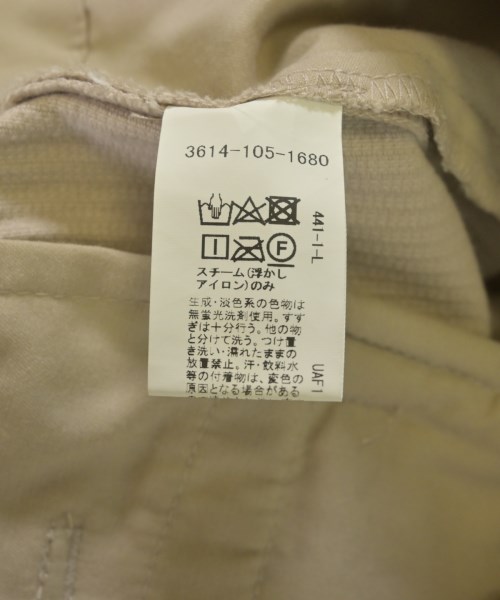 3614-105-1680
F
スチーム(浮かし
アイロン)のみ
生成・淡色系の色物は
無蛍光洗剤使用。すす
ぎは十分行う。他の物
と分けて洗う。つけ置
き洗い・濡れたままの
放置禁止。汗・飲料水
等の付着物は、変色の
原因となる場合がある
441-1-L
UAF1